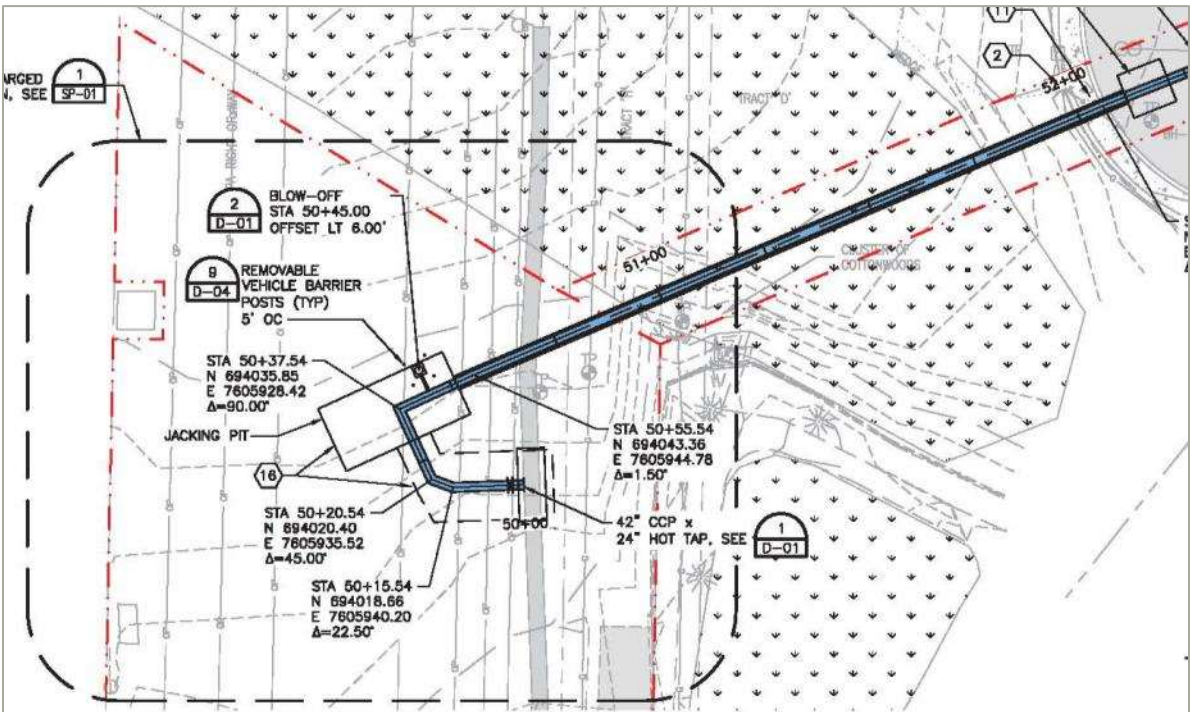 11
2
52+00
ARGED
N, SEE
1
SP-01
TRACT 'D'
2
D-01
BLOW-OFF
STA 50+45.00
OFFSET LT 6.00'
51+00
CLUSTER OF
COTTONWOODS
9
D-04
REMOVABLE
VEHICLE BARRIER
POSTS (TYP)
5' OC
STA 50+37.54
N 694035.85
E 7605928.42
Δ=90.00°
JACKING PIT
16
STA 50+55.54
N 694043.36
E 7605944.78
Δ=1.50°
STA 50+20.54
N 694020.40
E 7605935.52
Δ=45.00°
50+00
42" CCP x
24" HOT TAP, SEE
1
D-01
STA 50+15.54
N 694018.66
E 7605940.20
Δ=22.50°